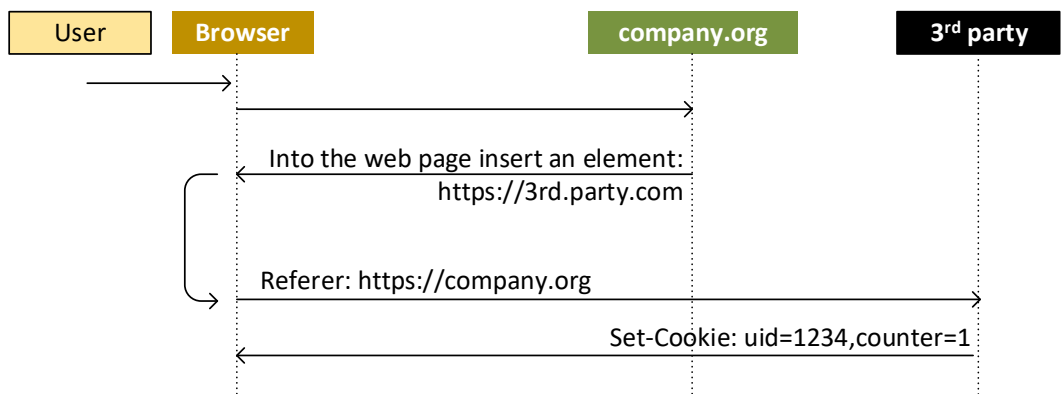 User
Browser
company.org
3rd party
Into the web page insert an element:
https://3rd.party.com
Referer: https://company.org
Set-Cookie: uid=1234,counter=1